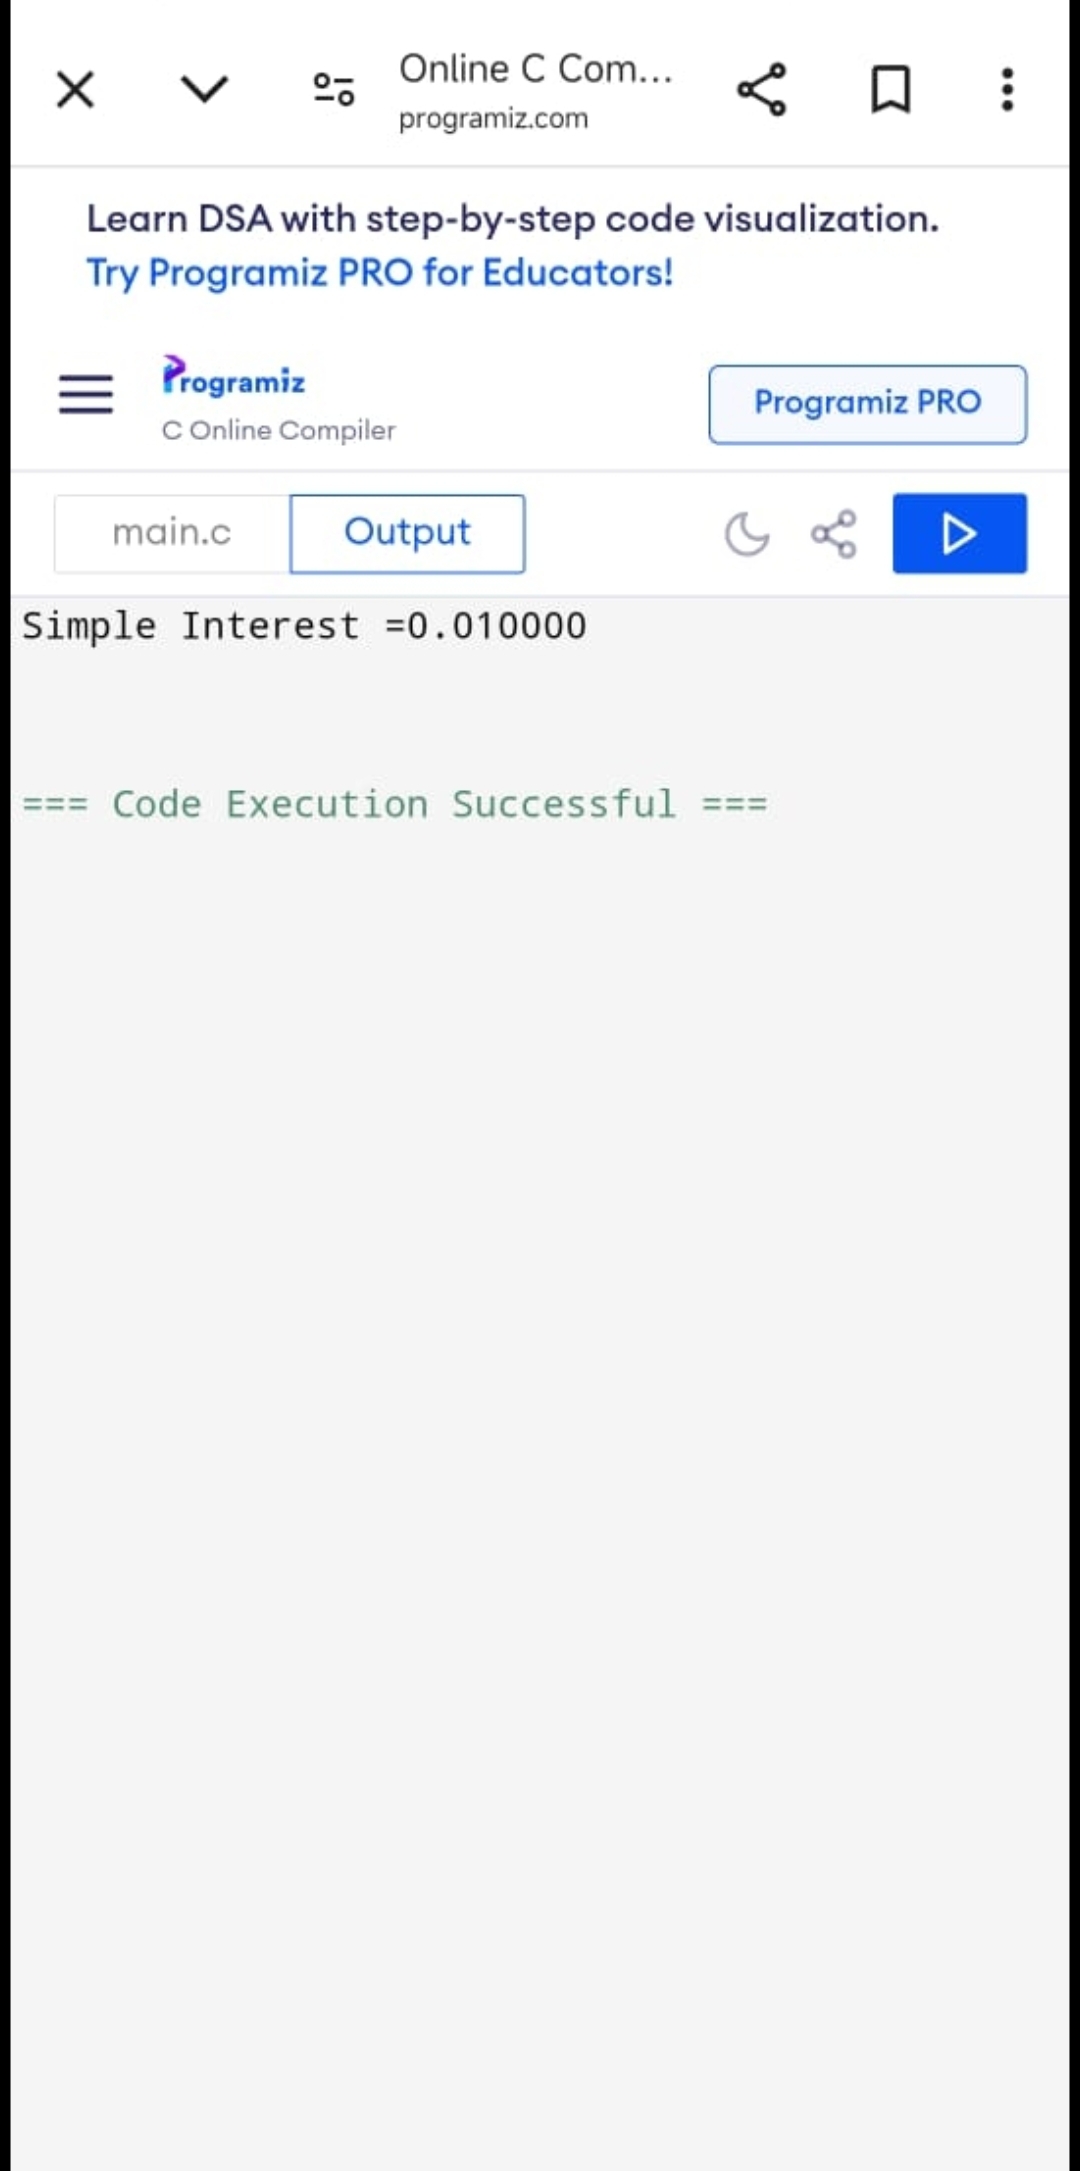 Online C Com...
programiz.com
Learn DSA with step-by-step code visualization.
Try Programiz PRO for Educators!
Programiz
C Online Compiler
Programiz PRO
main.c
Output
Simple Interest =0.010000
=== Code Execution Successful ===